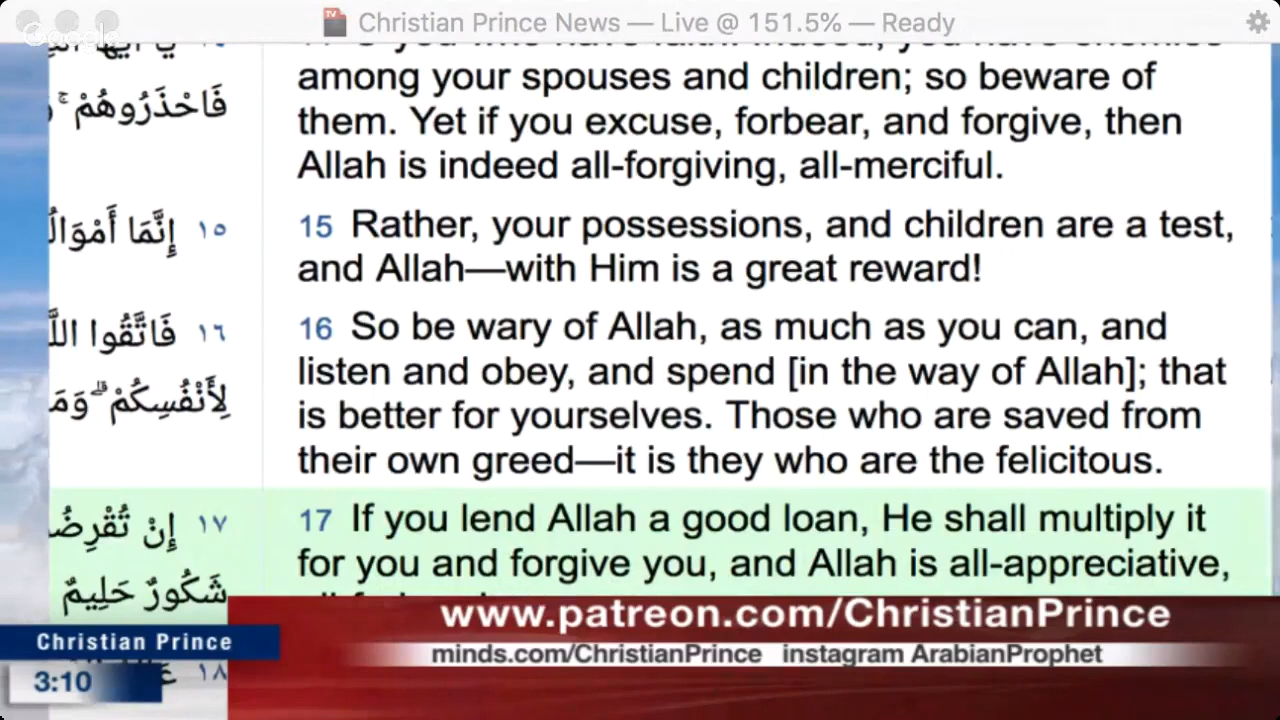 Christian Prince News — Live @ 151.5% — Ready
Google
among your spouses and children; so beware of
فَاحْذَرُوهُمْ ۚ
them. Yet if you excuse, forbear, and forgive, then
Allah is indeed all-forgiving, all-merciful.
١٥ إِنَّمَا
15 Rather, your possessions, and children are a test,
and Allah—with Him is a great reward!
١٦ فَاتَّقُوا
16 So be wary of Allah, as much as you can, and
listen and obey, and spend [in the way of Allah]; that
لِأَنْفُسِكُمْ ۗ
is better for yourselves. Those who are saved from
their own greed—it is they who are the felicitous.
١٧ إِنْ
17 If you lend Allah a good loan, He shall multiply it
شَكُورٌ حَلِيمٌ
for you and forgive you, and Allah is all-appreciative,
www.patreon.com/ChristianPrince
Christian Prince
minds.com/ChristianPrince instagram ArabianProphet
3:10
١٨